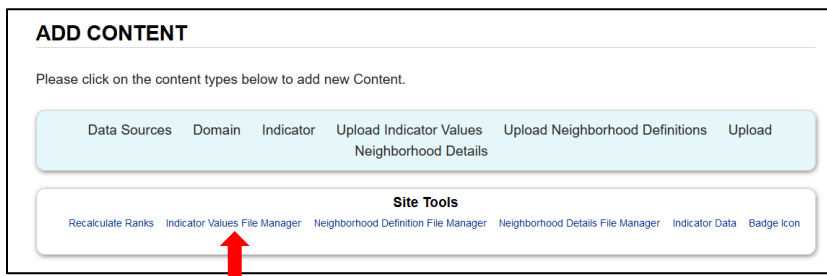 ADD CONTENT
Please click on the content types below to add new Content.
Data Sources Domain Indicator Upload Indicator Values Upload Neighborhood Definitions Upload
Neighborhood Details
Site Tools
Recalculate Ranks Indicator Values File Manager Neighborhood Definition File Manager Neighborhood Details File Manager Indicator Data Badge Icon